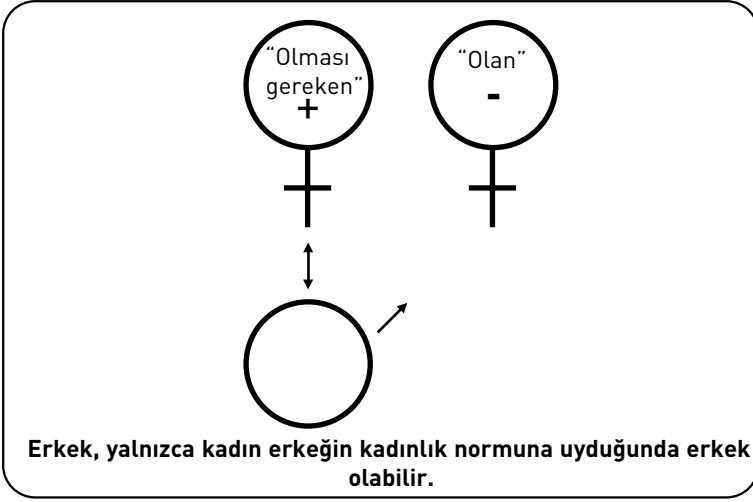 “Olması
gereken”
+
“Olan”
-
Erkek, yalnızca kadın erkeğin kadınlık normuna uyduğunda erkek
olabilir.